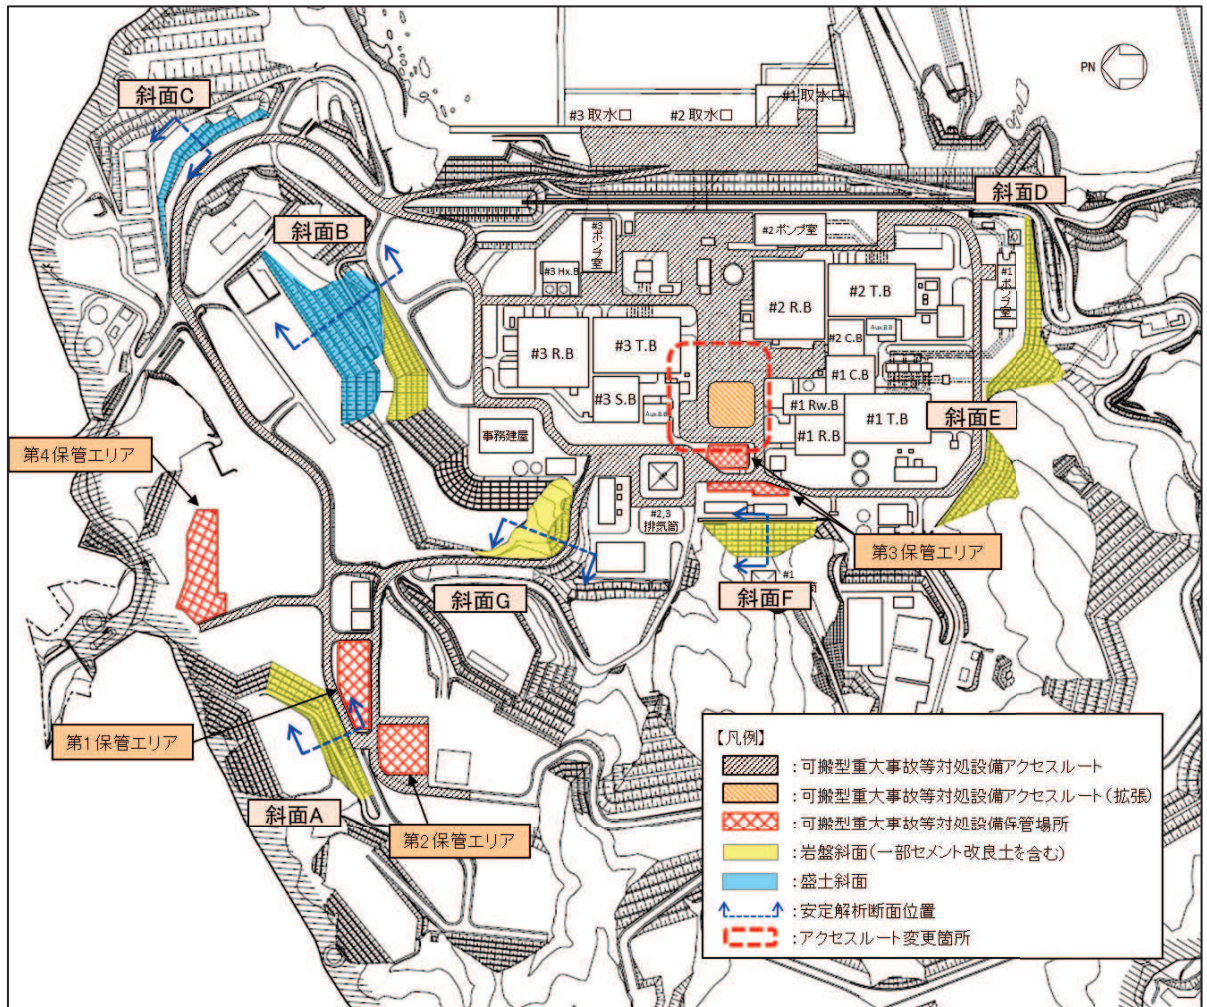 斜面C
PN
#1 取水口
#3 取水口
#2 取水口
斜面D
斜面B
#3
ポンプ室
#2 ポンプ室
#3 Hx.B
#1
ポンプ室
#2 R.B
#2 T.B
#3 R.B
#3 T.B
#2 C.B
Aux.B.B
#1 C.B
#3 S.B
Aux.B.B
#1 Rw.B
#1 R.B
#1 T.B
斜面E
事務建屋
第4保管エリア
#2,3
排気筒
第3保管エリア
#1
筒
斜面G
斜面F
第1保管エリア
斜面A
第2保管エリア
【凡例】
:可搬型重大事故等対処設備アクセスルート
:可搬型重大事故等対処設備アクセスルート(拡張)
:可搬型重大事故等対処設備保管場所
:岩盤斜面(一部セメント改良土を含む)
:盛土斜面
:安定解析断面位置
:アクセスルート変更箇所